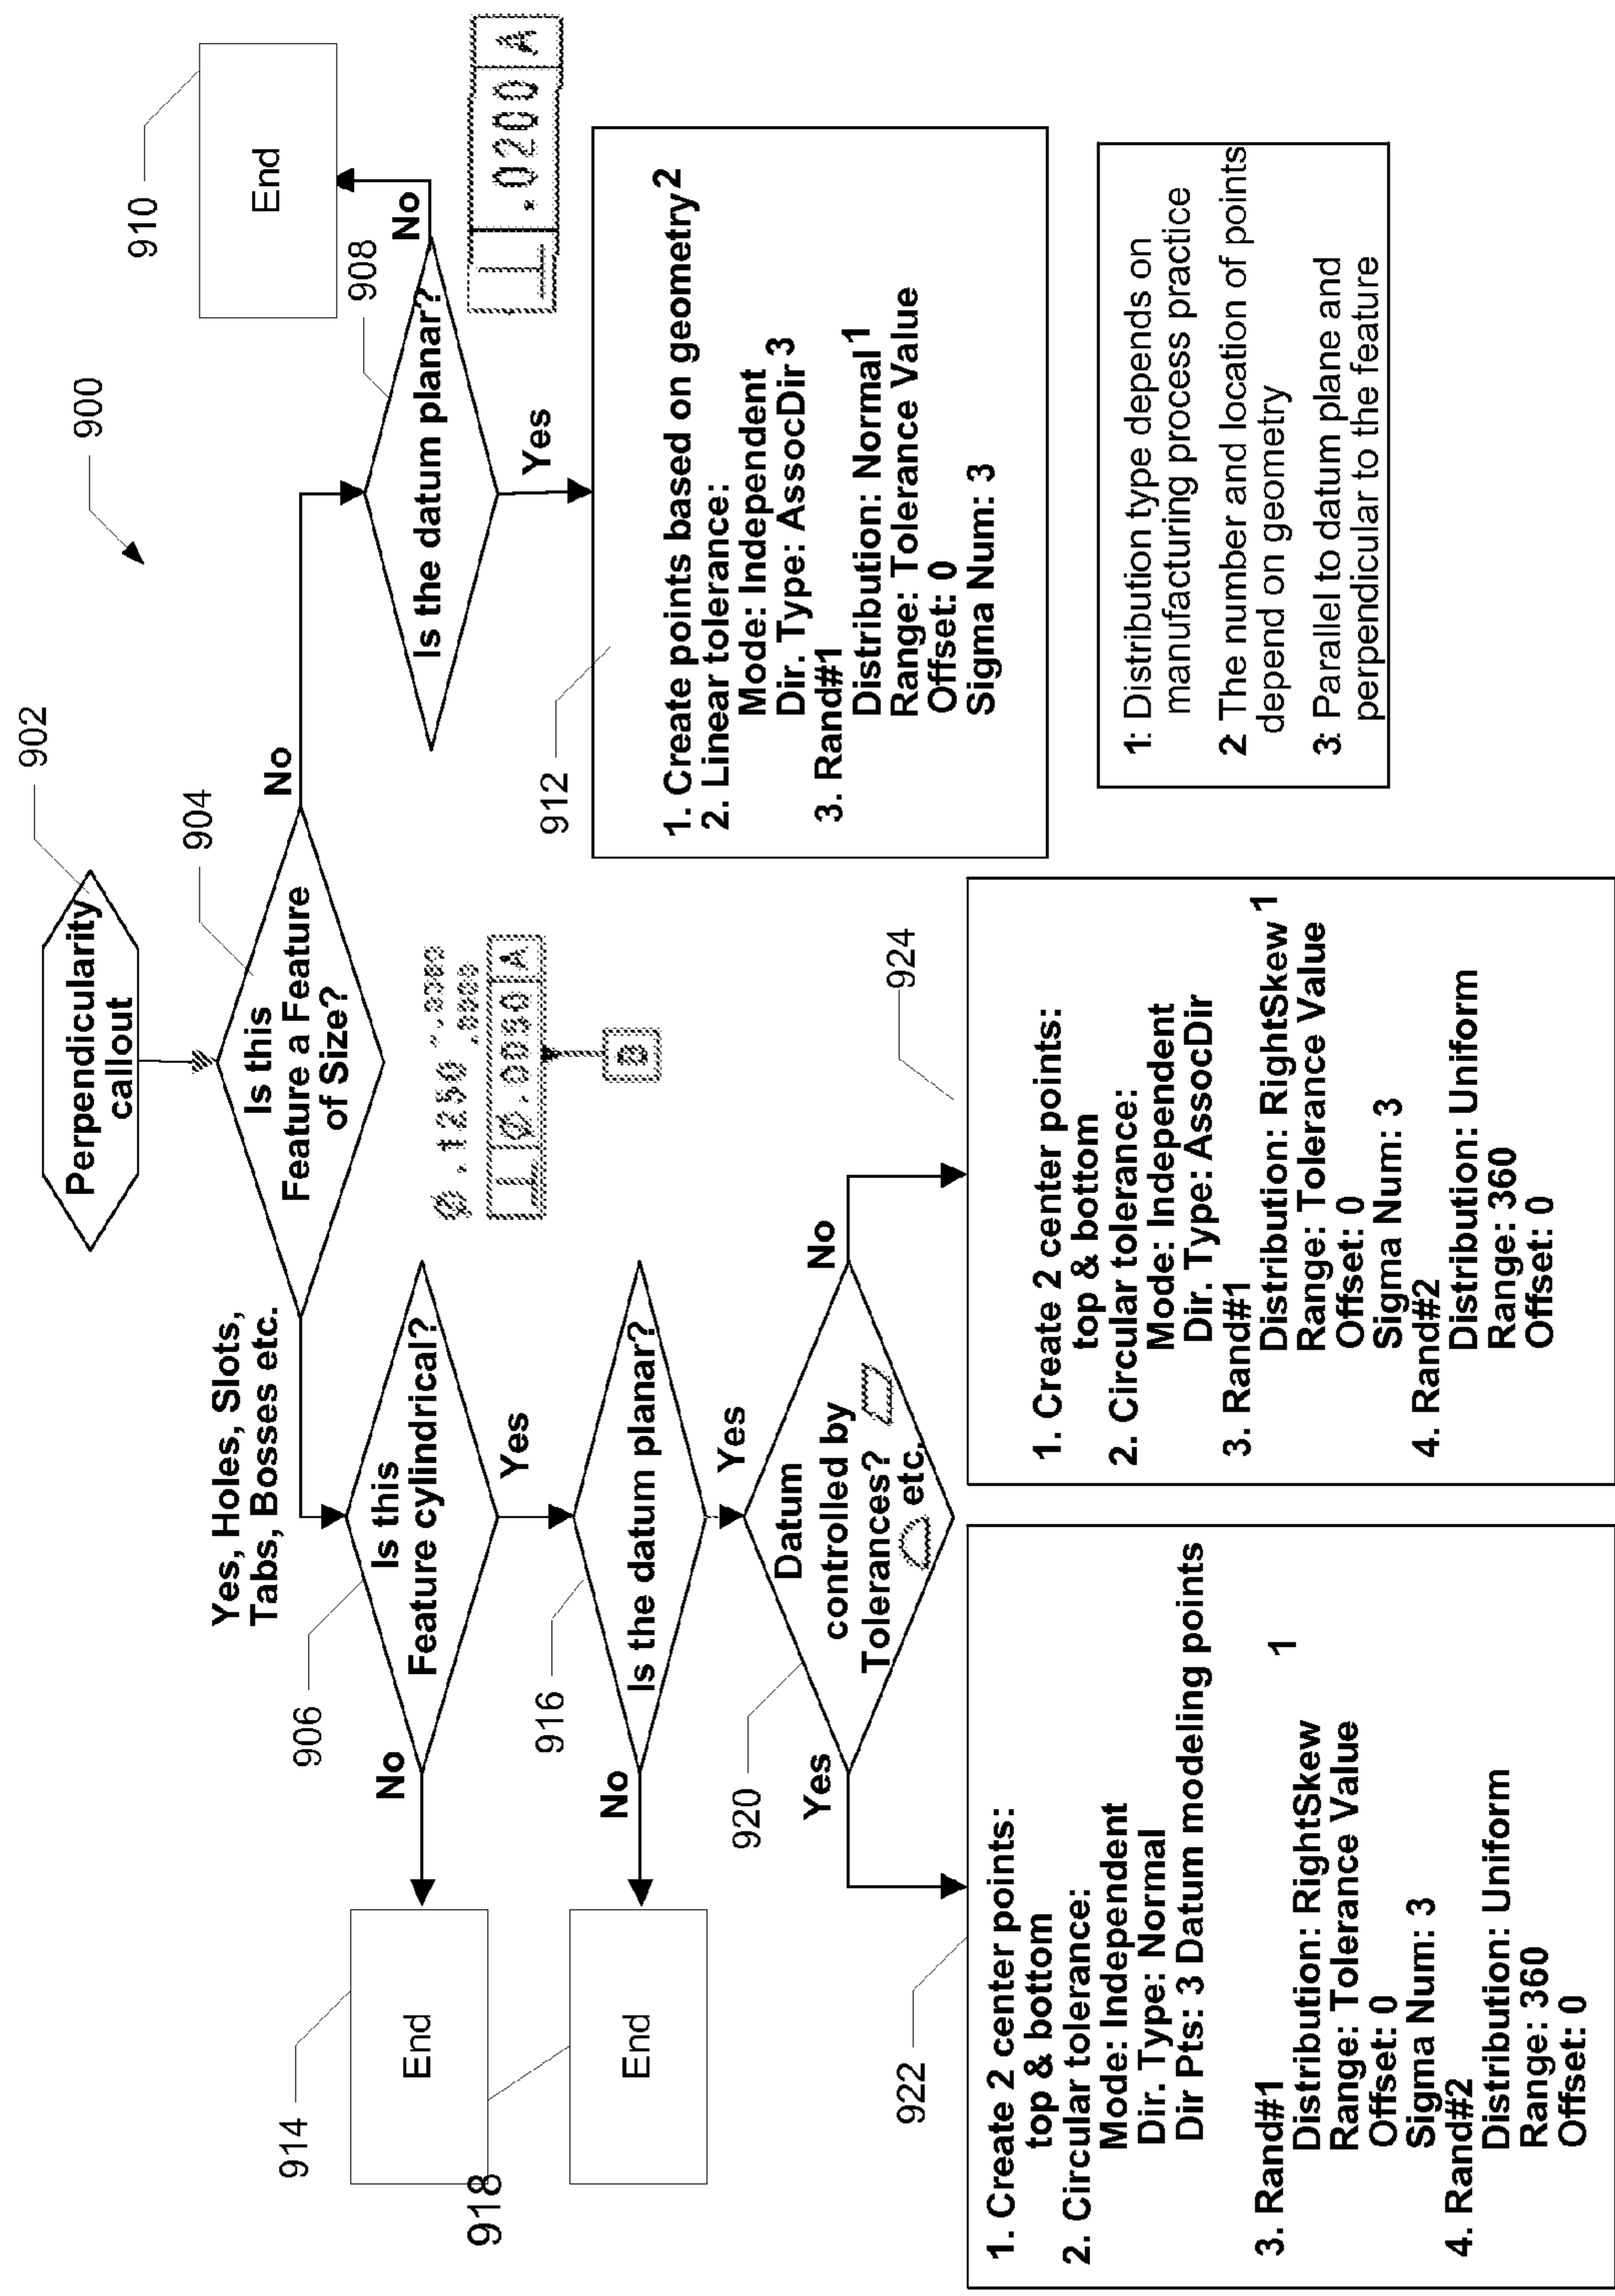 900
902
Perpendicularity
callout
904
Is this
Feature a Feature
of Size?
No
Yes, Holes, Slots,
Tabs, Bosses etc.
908
Is the datum planar?
No
910
End
Yes
⊥ .0200 A
912
1. Create points based on geometry2
2. Linear tolerance:
Mode: Independent
Dir. Type: AssocDir 3
3. Rand#1
Distribution: Normal1
Range: Tolerance Value
Offset: 0
Sigma Num: 3
906
Is this
Feature cylindrical?
No
914
End
Yes
⊥ Ø.0050 A
B
916
Is the datum planar?
No
918
End
Yes
920
Datum
controlled by
Tolerances?
etc.
Yes
No
922
1. Create 2 center points:
top & bottom
2. Circular tolerance:
Mode: Independent
Dir. Type: Normal
Dir Pts: 3 Datum modeling points
3. Rand#1
1
Distribution: RightSkew
Range: Tolerance Value
Offset: 0
Sigma Num: 3
4. Rand#2
Distribution: Uniform
Range: 360
Offset: 0
924
1. Create 2 center points:
top & bottom
2. Circular tolerance:
Mode: Independent
Dir. Type: AssocDir
3. Rand#1
Distribution: RightSkew1
Range: Tolerance Value
Offset: 0
Sigma Num: 3
4. Rand#2
Distribution: Uniform
Range: 360
Offset: 0
1: Distribution type depends on
manufacturing process practice
2: The number and location of points
depend on geometry
3: Parallel to datum plane and
perpendicular to the feature